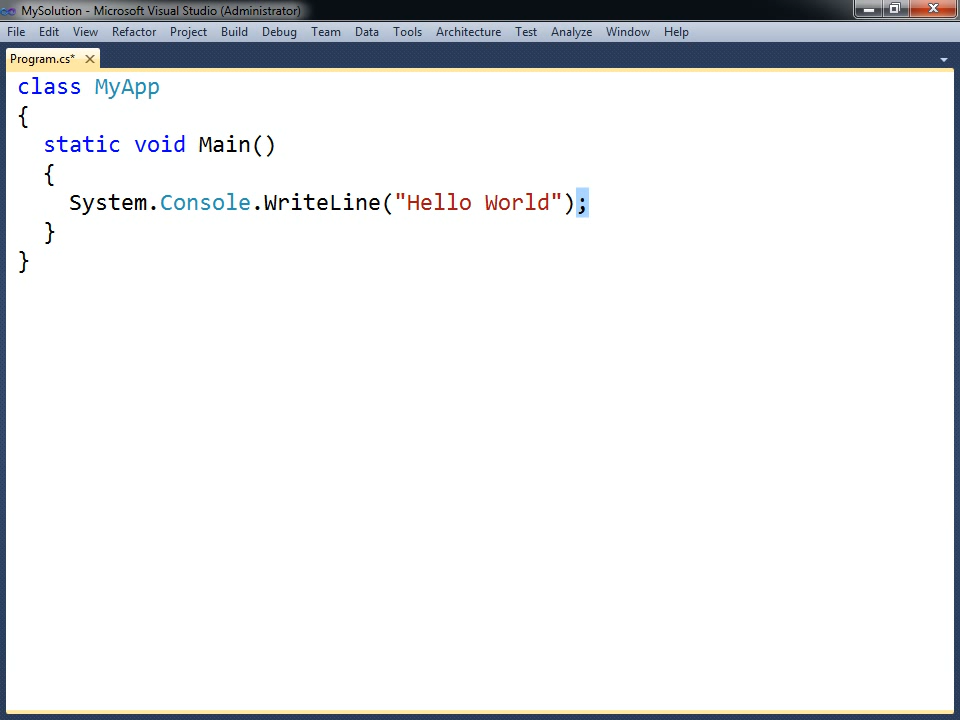 MySolution - Microsoft Visual Studio (Administrator)
File Edit View Refactor Project Build Debug Team Data Tools Architecture Test Analyze Window Help
Program.cs*
class MyApp
{
  static void Main()
  {
    System.Console.WriteLine("Hello World");
  }
}